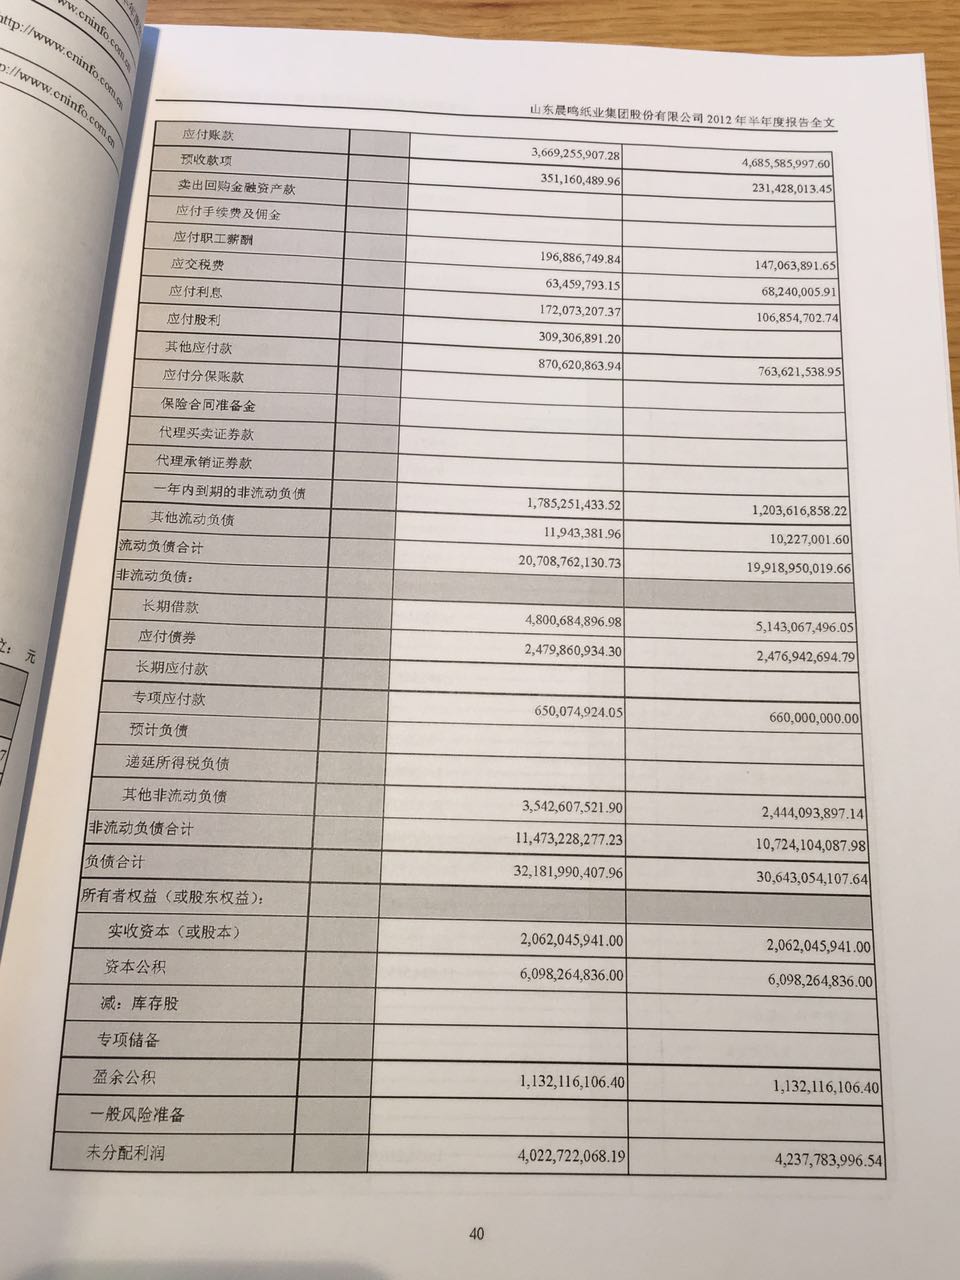 http://www.cninfo.com.cn
://www.cninfo.com.cn
山东晨鸣纸业集团股份有限公司 2012 年半年度报告全文
应付账款 3,669,255,907.28 4,685,585,997.60
预收款项 351,160,489.96 231,428,013.45
卖出回购金融资产款
应付手续费及佣金
应付职工薪酬 196,886,749.84 147,063,891.65
应交税费 63,459,793.15 68,240,005.91
应付利息 172,073,207.37 106,854,702.74
应付股利 309,306,891.20
其他应付款 870,620,863.94 763,621,538.95
应付分保账款
保险合同准备金
代理买卖证券款
代理承销证券款
一年内到期的非流动负债 1,785,251,433.52 1,203,616,858.22
其他流动负债 11,943,381.96 10,227,001.60
流动负债合计 20,708,762,130.73 19,918,950,019.66
非流动负债：
长期借款 4,800,684,896.98 5,143,067,496.05
应付债券 2,479,860,934.30 2,476,942,694.79
长期应付款
专项应付款 650,074,924.05 660,000,000.00
预计负债
递延所得税负债
其他非流动负债 3,542,607,521.90 2,444,093,897.14
非流动负债合计 11,473,228,277.23 10,724,104,087.98
负债合计 32,181,990,407.96 30,643,054,107.64
所有者权益（或股东权益）：
实收资本（或股本） 2,062,045,941.00 2,062,045,941.00
资本公积 6,098,264,836.00 6,098,264,836.00
减：库存股
专项储备
盈余公积 1,132,116,106.40 1,132,116,106.40
一般风险准备
未分配利润 4,022,722,068.19 4,237,783,996.54
位：元
7
40